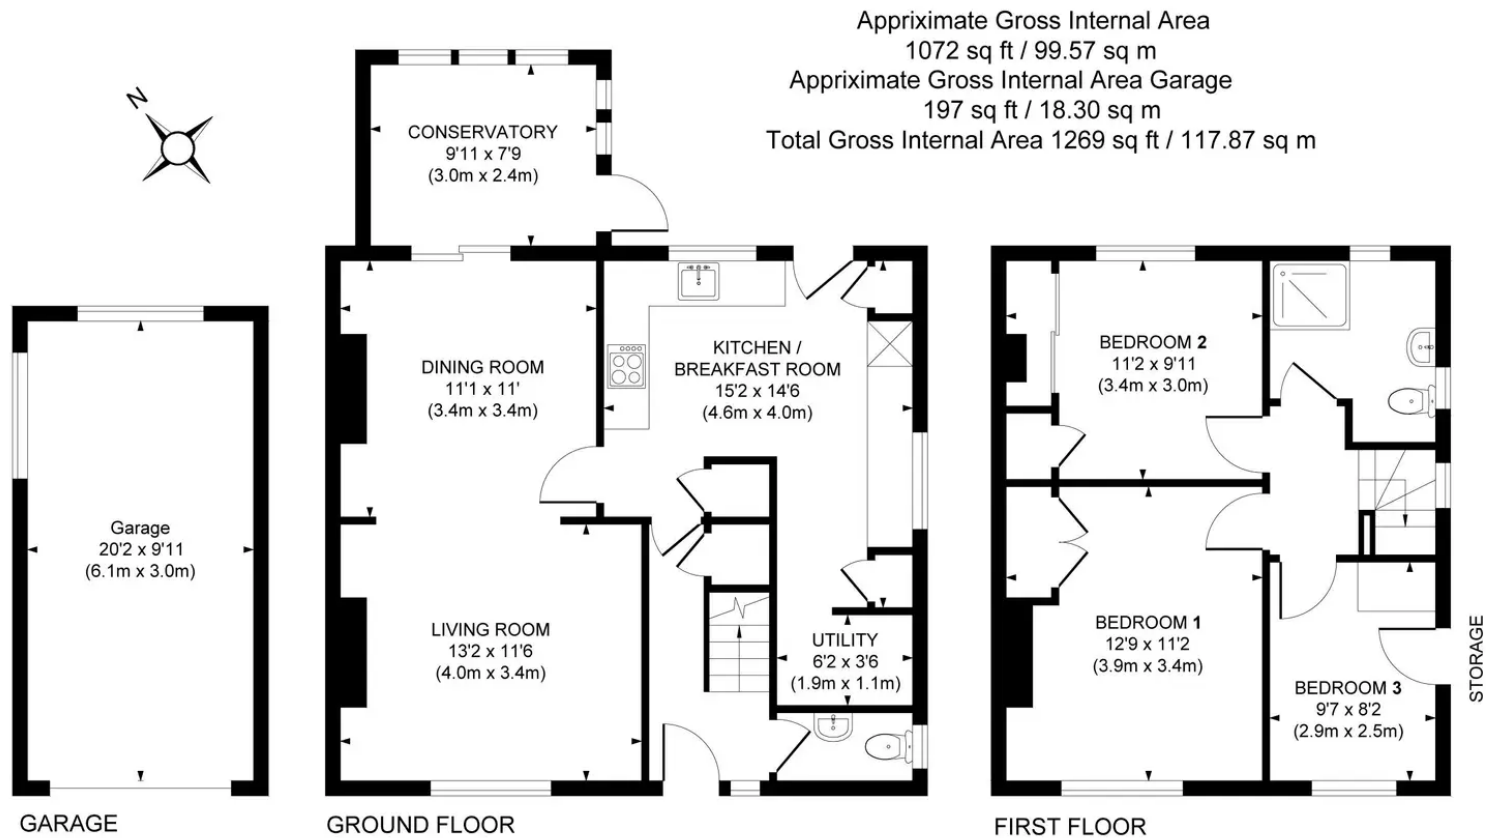 Appriximate Gross Internal Area
1072 sq ft / 99.57 sq m
Appriximate Gross Internal Area Garage
197 sq ft / 18.30 sq m
Total Gross Internal Area 1269 sq ft / 117.87 sq m
N
CONSERVATORY
9'11 x 7'9
(3.0m x 2.4m)
DINING ROOM
11'1 x 11'
(3.4m x 3.4m)
KITCHEN /
BREAKFAST ROOM
15'2 x 14'6
(4.6m x 4.0m)
BEDROOM 2
11'2 x 9'11
(3.4m x 3.0m)
Garage
20'2 x 9'11
(6.1m x 3.0m)
LIVING ROOM
13'2 x 11'6
(4.0m x 3.4m)
UTILITY
6'2 x 3'6
(1.9m x 1.1m)
BEDROOM 1
12'9 x 11'2
(3.9m x 3.4m)
BEDROOM 3
9'7 x 8'2
(2.9m x 2.5m)
STORAGE
GARAGE
GROUND FLOOR
FIRST FLOOR